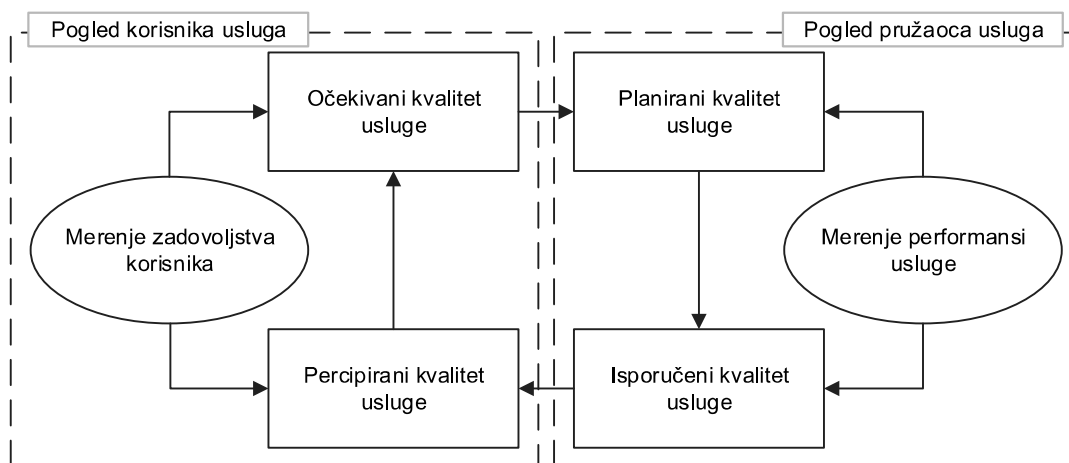 Pogled korisnika usluga
Pogled pružaoca usluga
Očekivani kvalitet
usluge
Planirani kvalitet
usluge
Merenje zadovoljstva
korisnika
Merenje performansi
usluge
Percipirani kvalitet
usluge
Isporučeni kvalitet
usluge